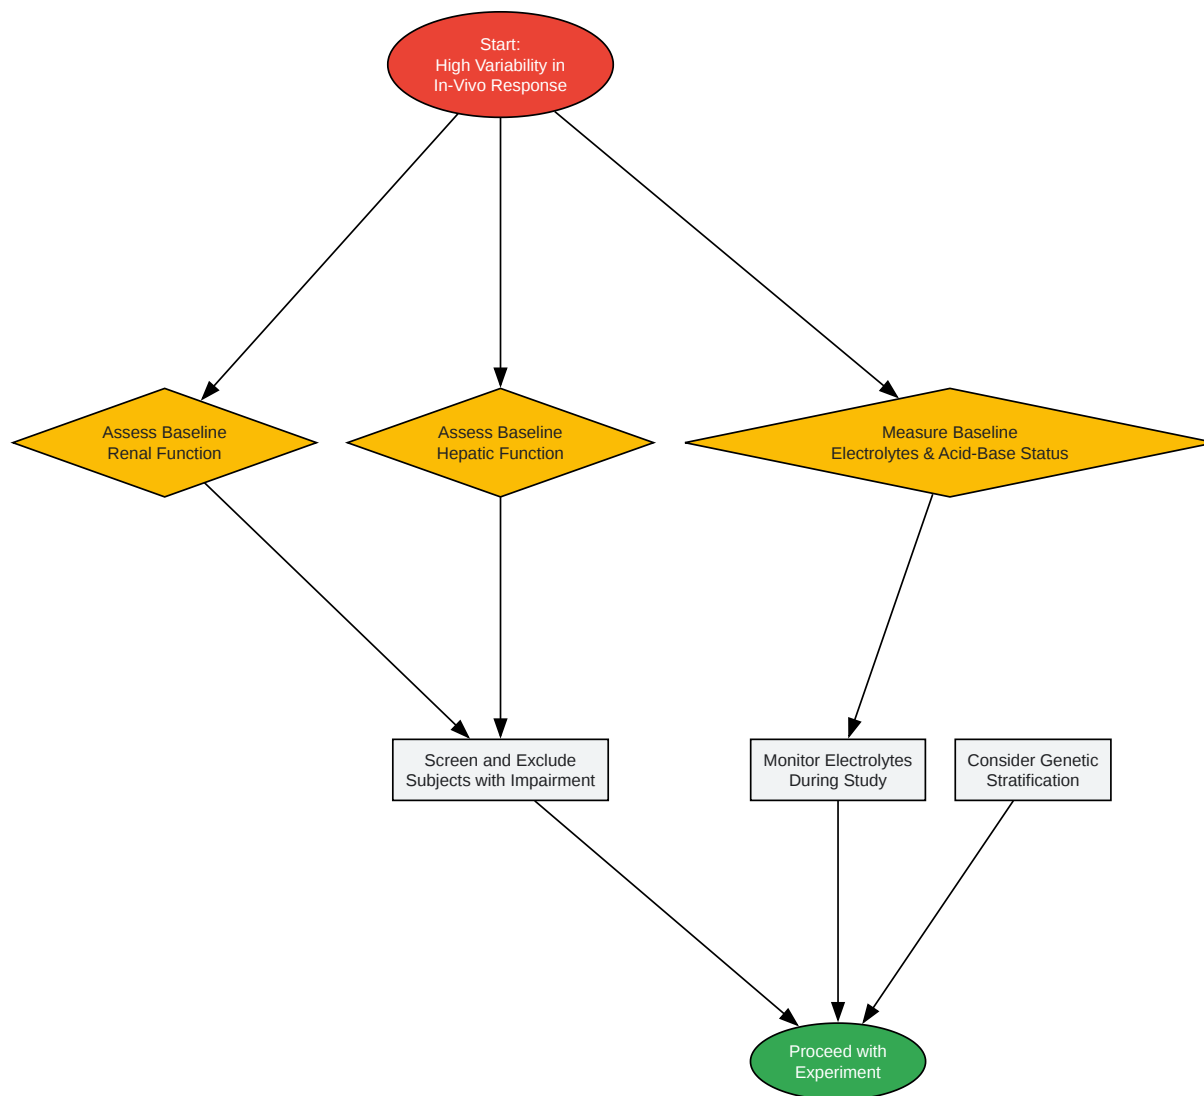 Start:
High Variability in
In-Vivo Response
Assess Baseline
Renal Function
Assess Baseline
Hepatic Function
Measure Baseline
Electrolytes & Acid-Base Status
Screen and Exclude
Subjects with Impairment
Monitor Electrolytes
During Study
Consider Genetic
Stratification
Proceed with
Experiment